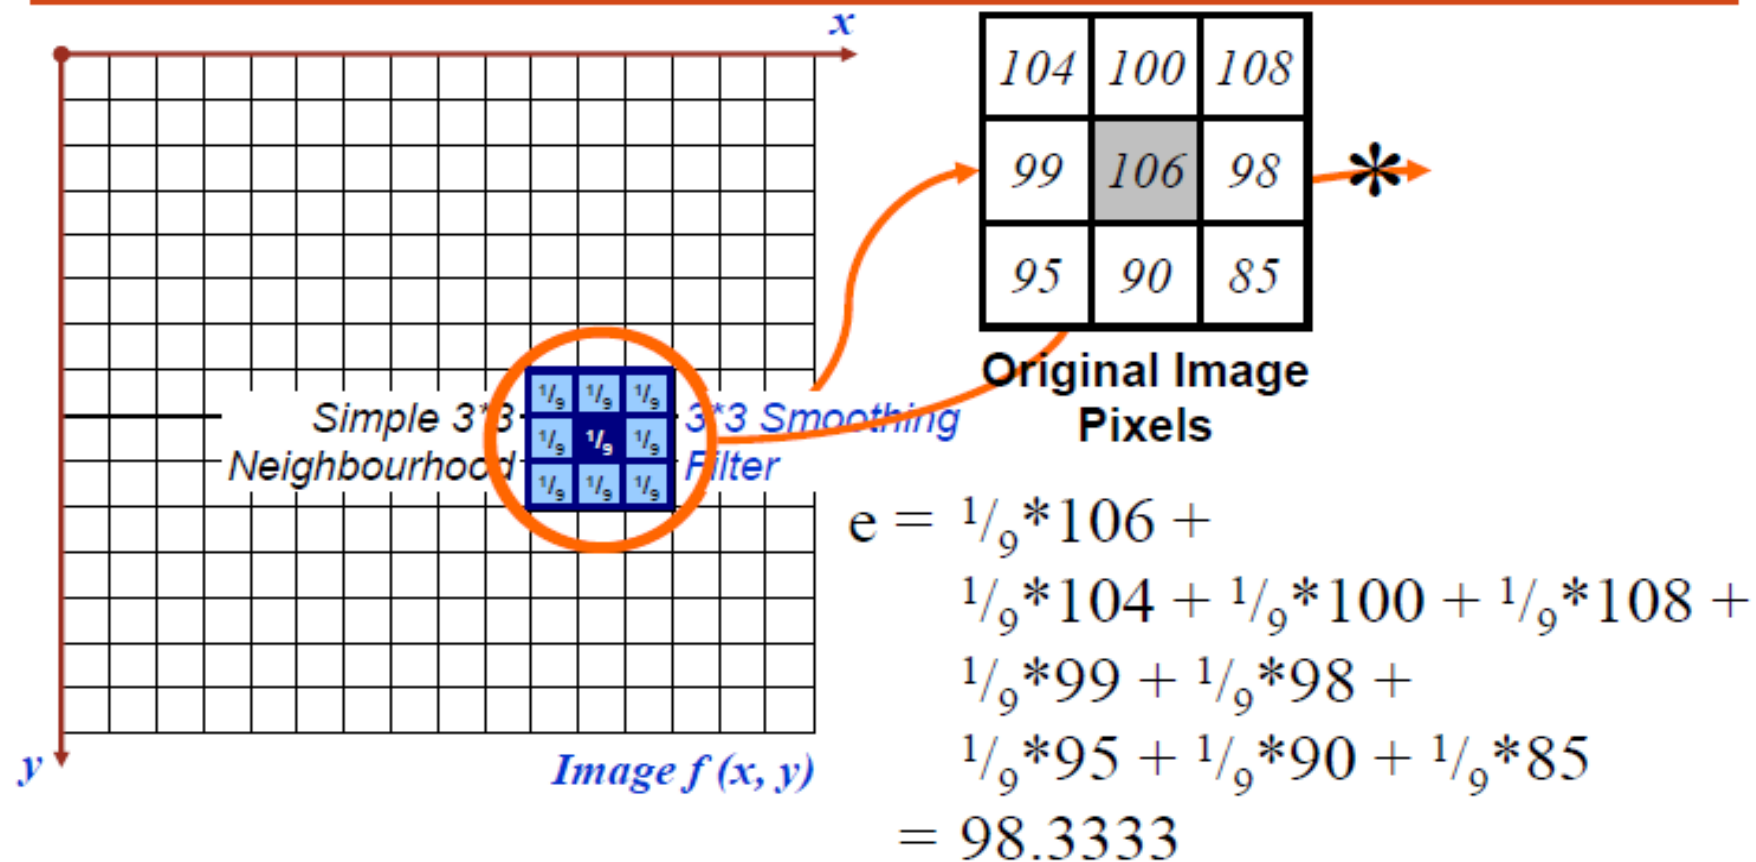 x
104 100 108
99 106 98 *
95 90 85
Original Image
Pixels
1/9 1/9 1/9
1/9 1/9 1/9
1/9 1/9 1/9
Simple 3*3
Neighbourhood
3*3 Smoothing
Filter
e = 1/9*106 +
1/9*104 + 1/9*100 + 1/9*108 +
1/9*99 + 1/9*98 +
1/9*95 + 1/9*90 + 1/9*85
= 98.3333
y
Image f (x, y)